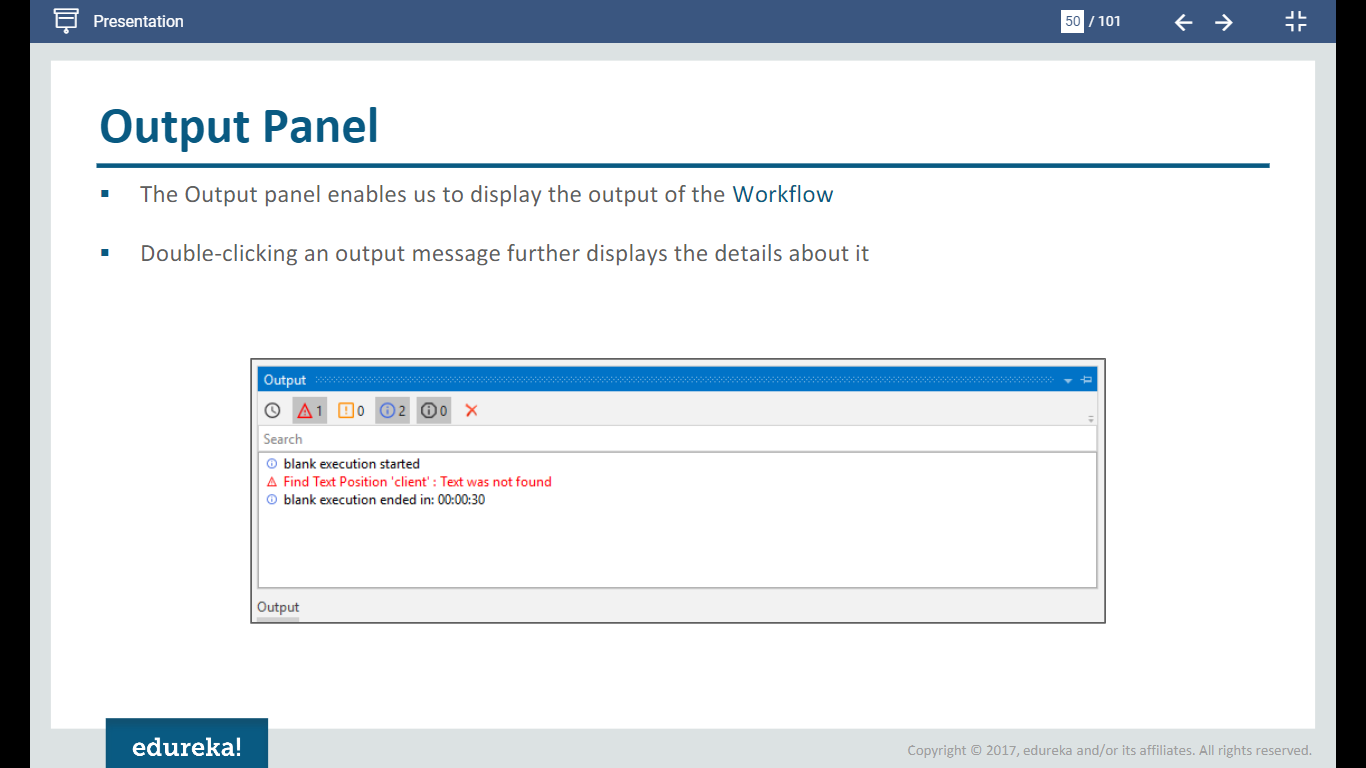 Presentation
50 / 101
Output Panel
▪ The Output panel enables us to display the output of the Workflow
▪ Double-clicking an output message further displays the details about it
Output
1 0 2 0
Search
blank execution started
Find Text Position 'client' : Text was not found
blank execution ended in: 00:00:30
Output
edureka!
Copyright © 2017, edureka and/or its affiliates. All rights reserved.